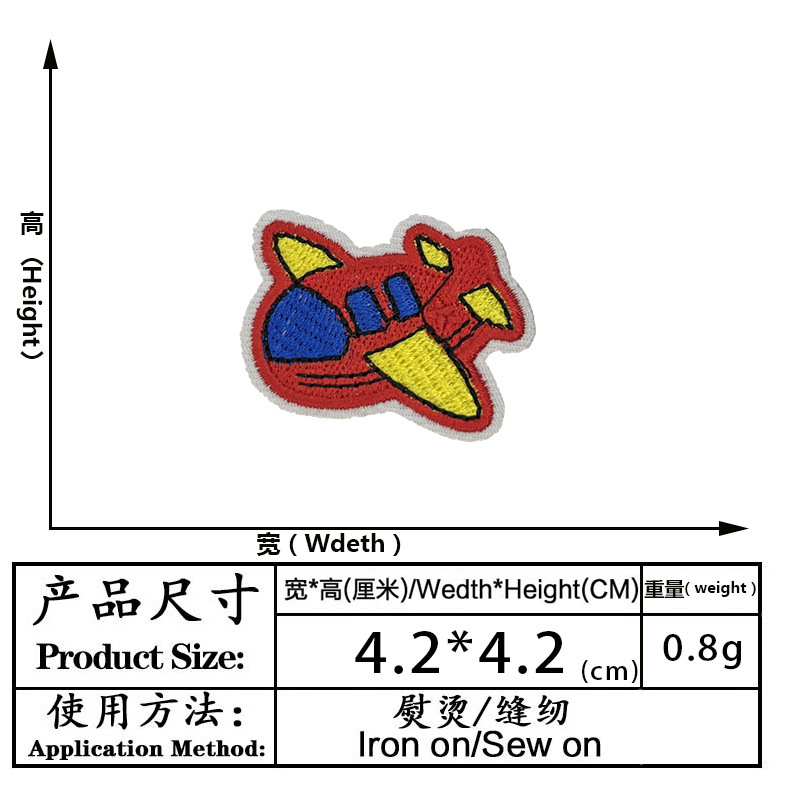 高（Height）
宽（Wdeth）
产品尺寸
Product Size:
宽*高(厘米)/Wedth*Height(CM)
重量( weight )
4.2*4.2 (cm)
0.8g
使用方法：
Application Method:
熨烫/缝纫
Iron on/Sew on